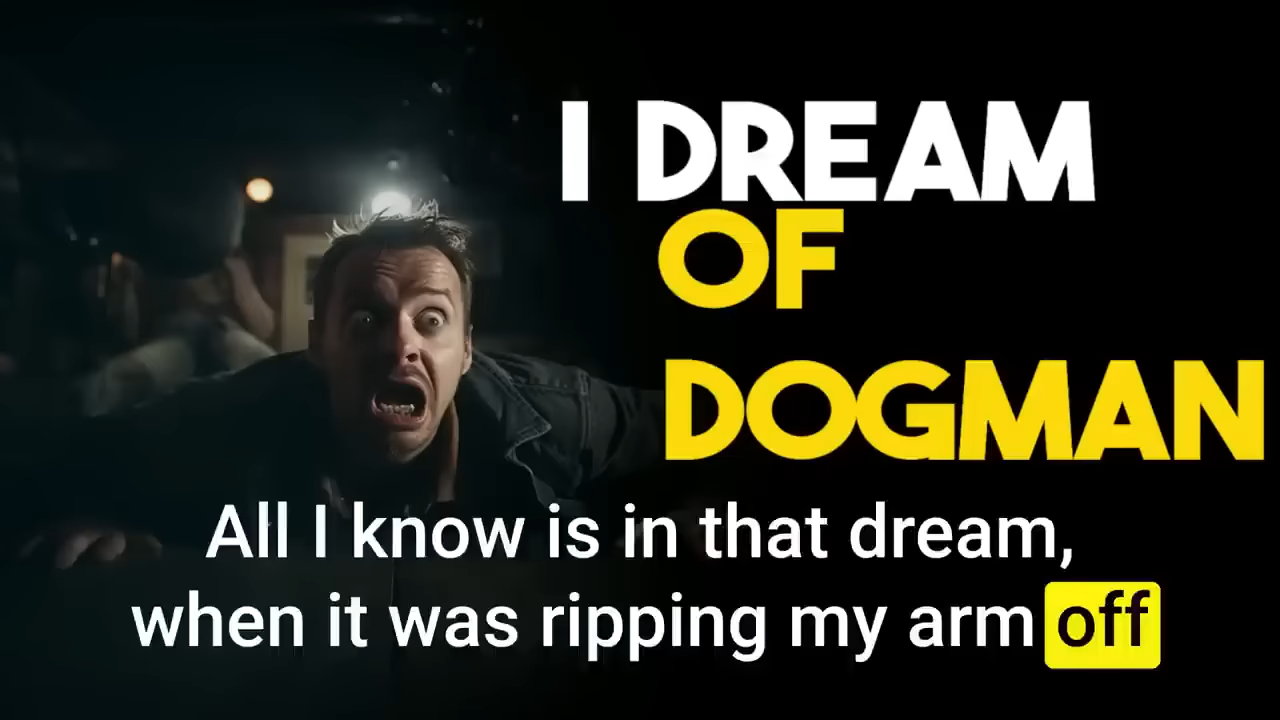 I DREAM
OF
DOGMAN
All I know is in that dream,
when it was ripping my arm off